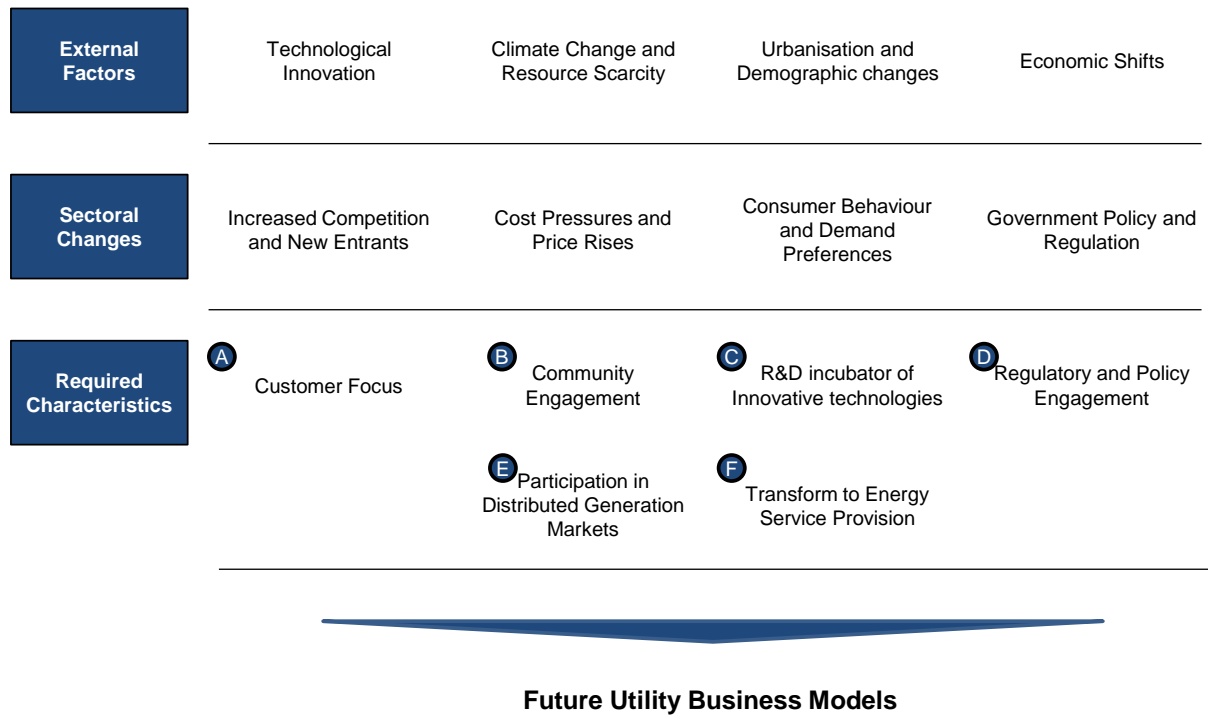 External
Factors
Technological
Innovation
Climate Change and
Resource Scarcity
Urbanisation and
Demographic changes
Economic Shifts
Sectoral
Changes
Increased Competition
and New Entrants
Cost Pressures and
Price Rises
Consumer Behaviour
and Demand
Preferences
Government Policy and
Regulation
Required
Characteristics
A
Customer Focus
B
Community
Engagement
C
R&D incubator of
Innovative technologies
D
Regulatory and Policy
Engagement
E
Participation in
Distributed Generation
Markets
F
Transform to Energy
Service Provision
Future Utility Business Models